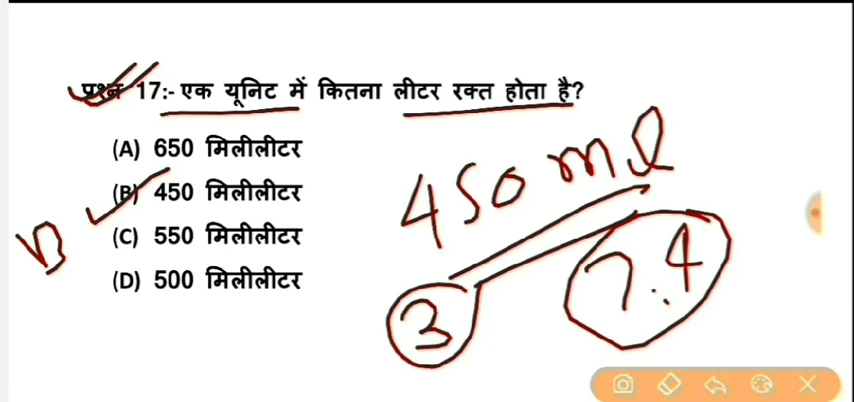 प्रश्न 17:- एक यूनिट में कितना लीटर रक्त होता है?
(A) 650 मिलीलीटर
(B) 450 मिलीलीटर
(C) 550 मिलीलीटर
(D) 500 मिलीलीटर
B
450 ml
3
7.4